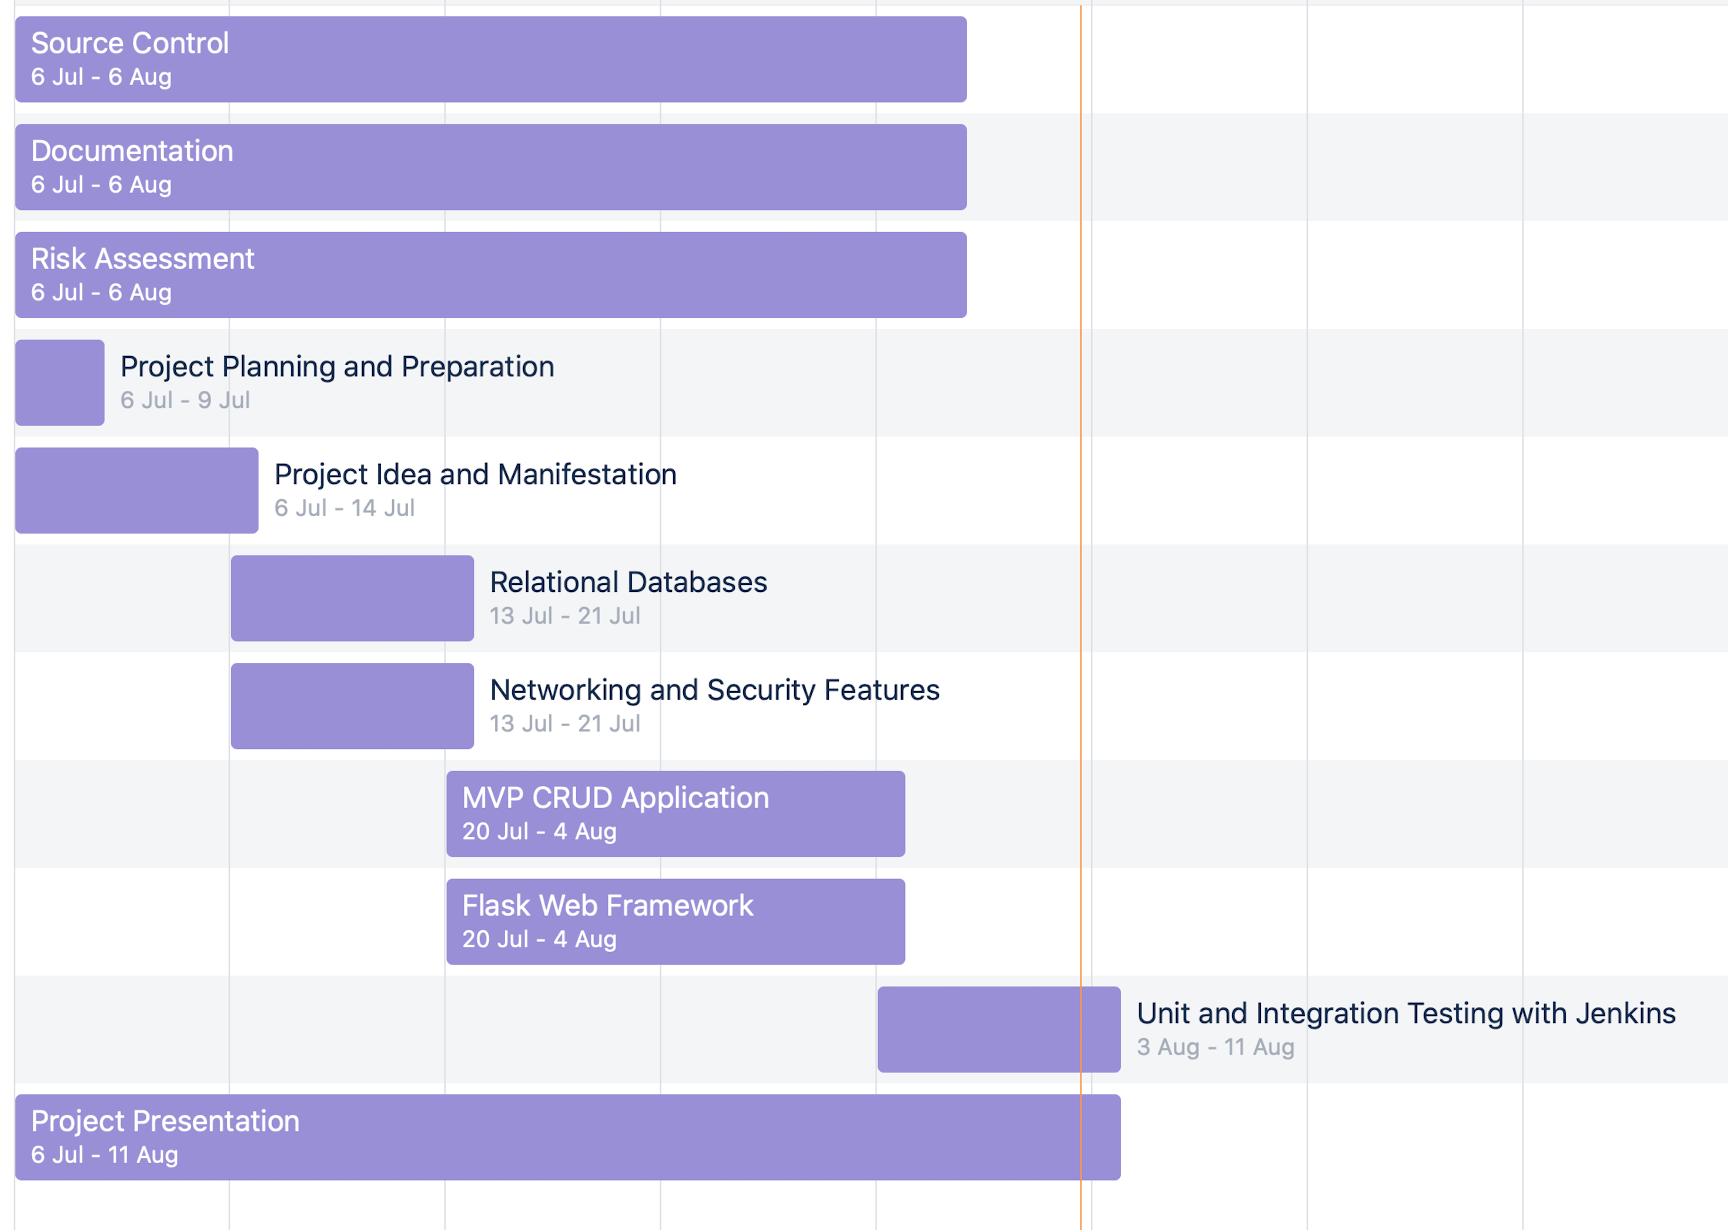 Source Control
6 Jul - 6 Aug
Documentation
6 Jul - 6 Aug
Risk Assessment
6 Jul - 6 Aug
Project Planning and Preparation
6 Jul - 9 Jul
Project Idea and Manifestation
6 Jul - 14 Jul
Relational Databases
13 Jul - 21 Jul
Networking and Security Features
13 Jul - 21 Jul
MVP CRUD Application
20 Jul - 4 Aug
Flask Web Framework
20 Jul - 4 Aug
Unit and Integration Testing with Jenkins
3 Aug - 11 Aug
Project Presentation
6 Jul - 11 Aug